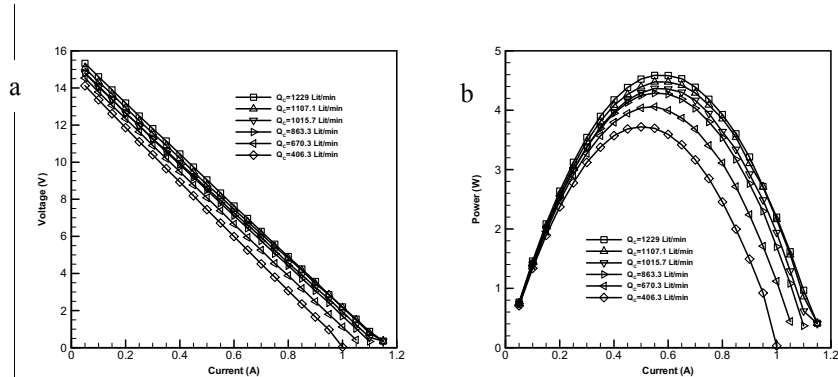 a
16
14
12
10
8
6
4
2
0
0 0.2 0.4 0.6 0.8 1 1.2
Voltage (V)
Current (A)
Qc=1229 Lit/min
Qc=1107.1 Lit/min
Qc=1015.7 Lit/min
Qc=863.3 Lit/min
Qc=670.3 Lit/min
Qc=406.3 Lit/min
b
5
4
3
2
1
0
0 0.2 0.4 0.6 0.8 1 1.2
Power (W)
Current (A)
Qc=1229 Lit/min
Qc=1107.1 Lit/min
Qc=1015.7 Lit/min
Qc=863.3 Lit/min
Qc=670.3 Lit/min
Qc=406.3 Lit/min